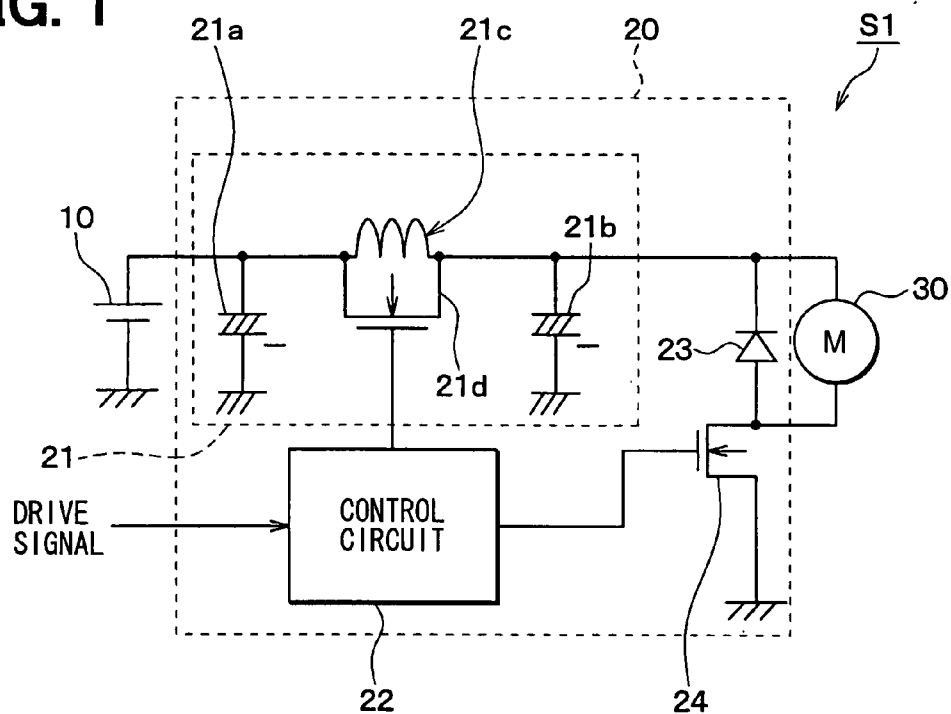 FIG. 1
21a
21c
20
S1
10
21b
30
23
M
21d
21
DRIVE
SIGNAL
CONTROL
CIRCUIT
22
24